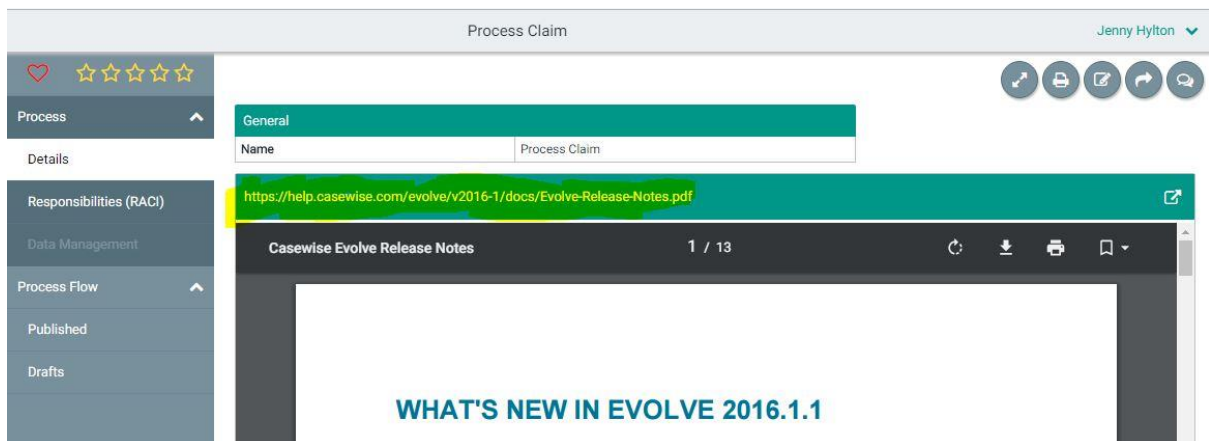 Process Claim
Jenny Hylton
Process
Details
Responsibilities (RACI)
Data Management
Process Flow
Published
Drafts
General
Name Process Claim
https://help.casewise.com/evolve/v2016-1/docs/Evolve-Release-Notes.pdf
Casewise Evolve Release Notes 1 / 13
WHAT'S NEW IN EVOLVE 2016.1.1